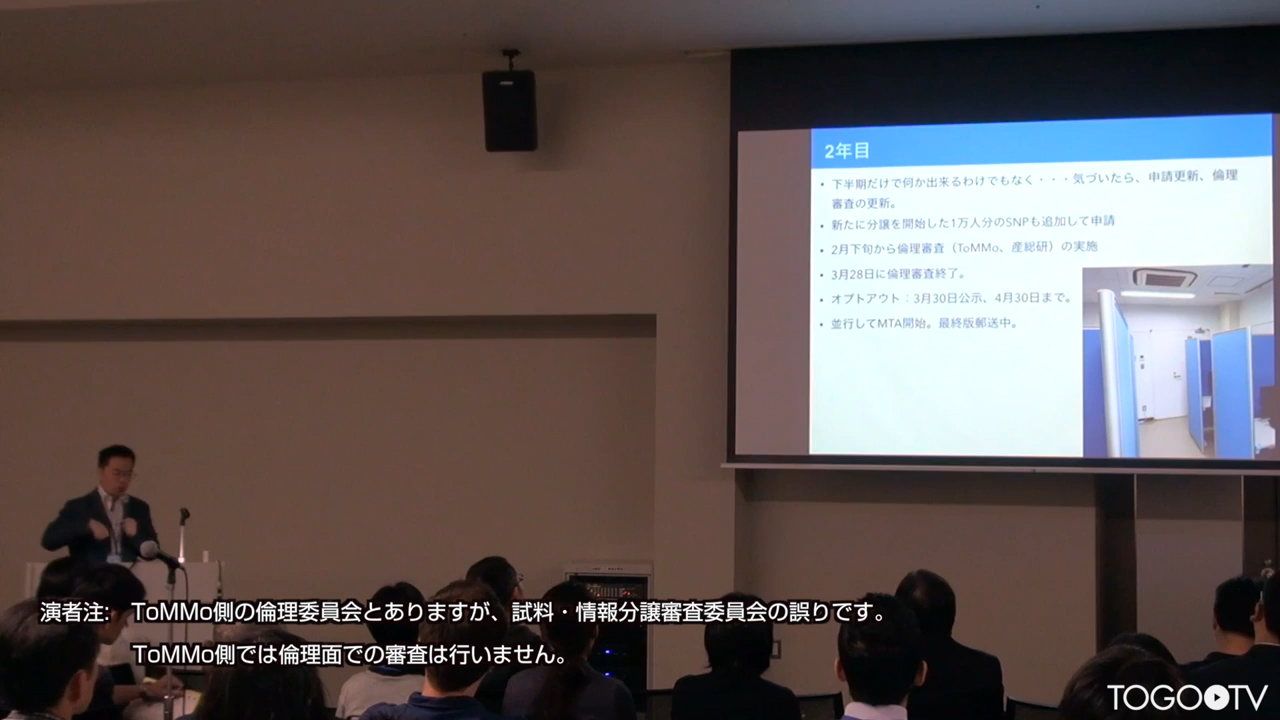 2年目
• 下半期だけで何か出来るわけでもなく・・・気づいたら、申請更新、倫理
審査の更新。
• 新たに分譲を開始した1万人分のSNPも追加して申請
• 2月下旬から倫理審査（ToMMo、産総研）の実施
• 3月28日に倫理審査終了。
• オプトアウト：3月30日公示、4月30日まで。
• 並行してMTA開始。最終版郵送中。
演者注: ToMMo側の倫理委員会とありますが、試料・情報分譲審査委員会の誤りです。
ToMMo側では倫理面での審査は行いません。
TOGOTV